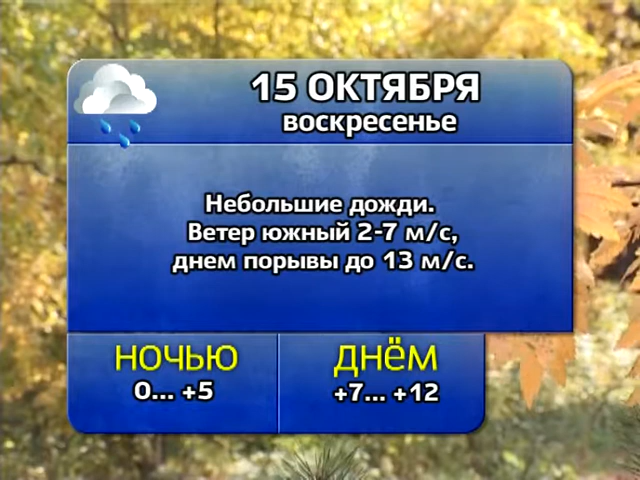 15 ОКТЯБРЯ
воскресенье
Небольшие дожди.
Ветер южный 2-7 м/с,
днем порывы до 13 м/с.
НОЧЬЮ
0... +5
ДНЁМ
+7... +12